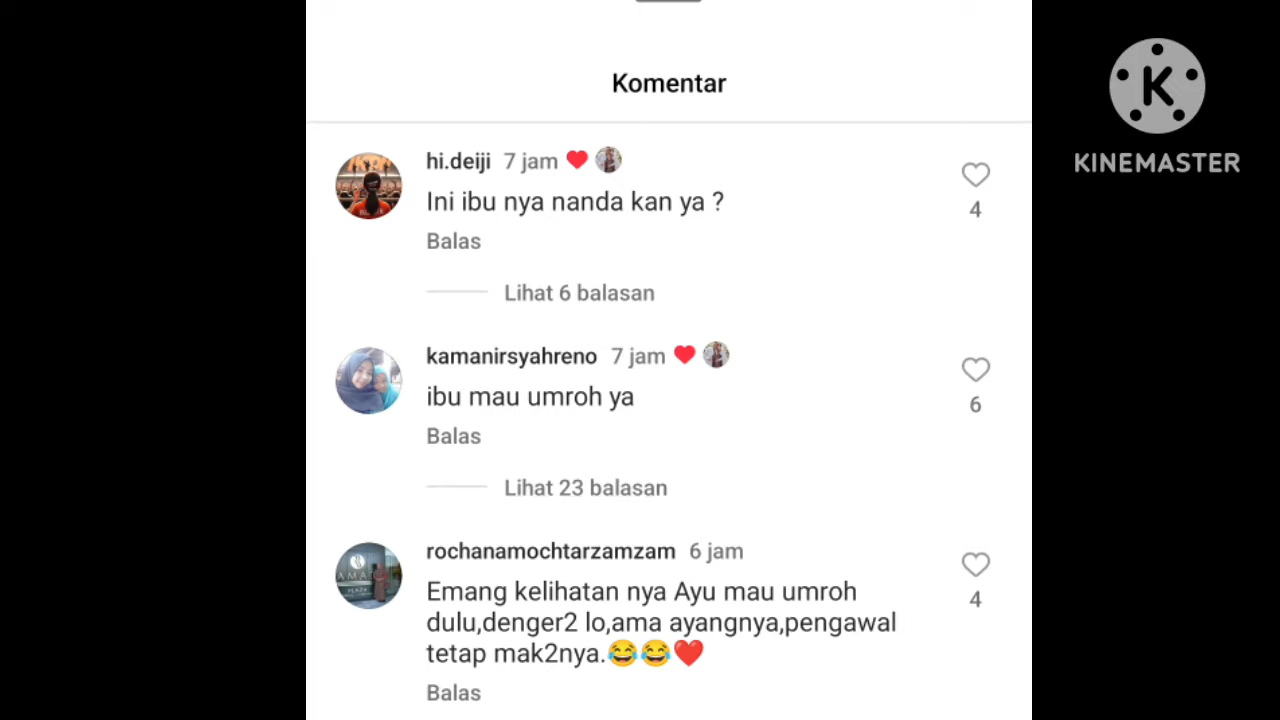 Komentar
hi.deiji 7 jam
Ini ibu nya nanda kan ya ?
4
Balas
Lihat 6 balasan
kamanirsyahreno 7 jam
ibu mau umroh ya
6
Balas
Lihat 23 balasan
rochanamochtarzamzam 6 jam
Emang kelihatan nya Ayu mau umroh
4
dulu,denger2 lo,ama ayangnya,pengawal
tetap mak2nya.😂😂❤️
Balas
K
KINEMASTER